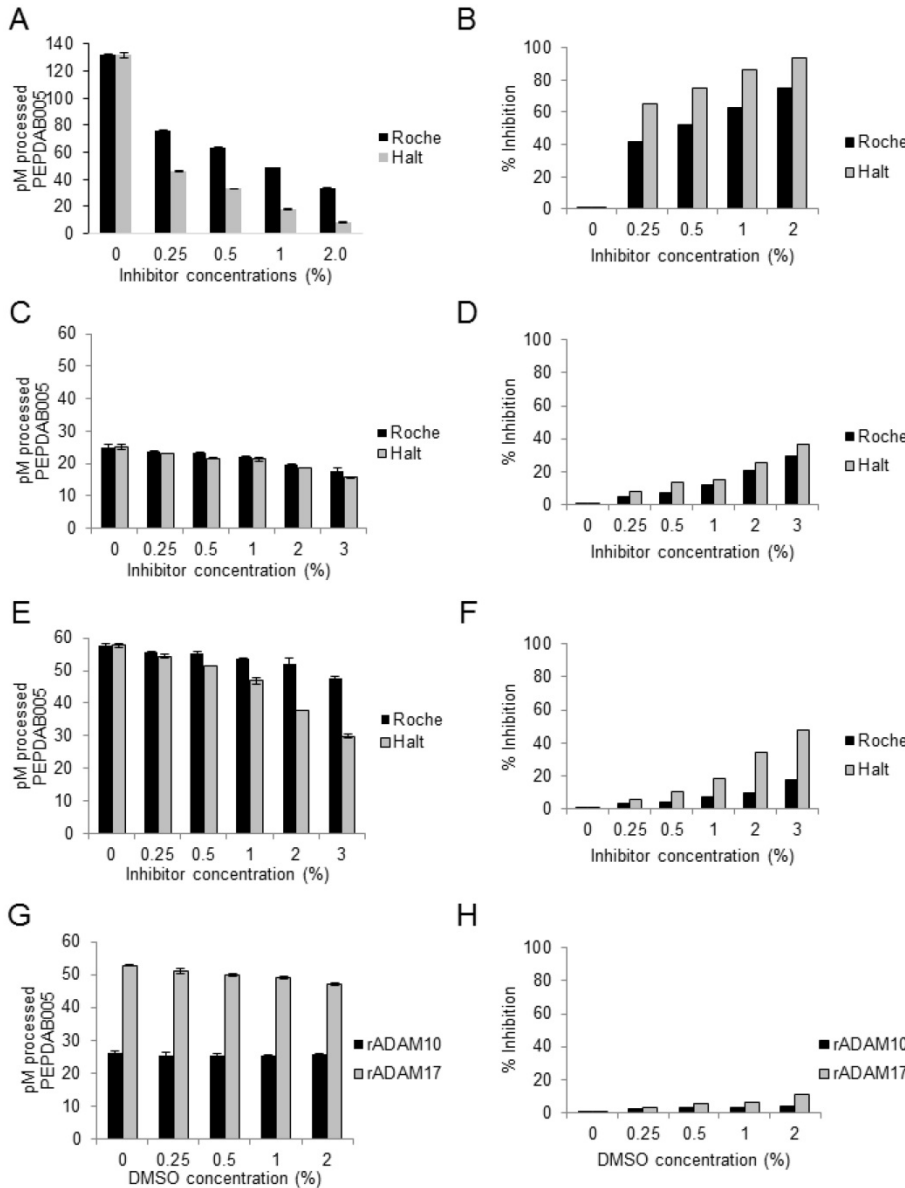 A
pM processed
PEPDAB005
140
120
100
80
60
40
20
0
0 0.25 0.5 1 2.0
Inhibitor concentrations (%)
Roche
Halt
B
% Inhibition
100
80
60
40
20
0
0 0.25 0.5 1 2
Inhibitor concentration (%)
Roche
Halt
C
pM processed
PEPDAB005
60
50
40
30
20
10
0
0 0.25 0.5 1 2 3
Inhibitor concentration (%)
Roche
Halt
D
% Inhibition
100
80
60
40
20
0
0 0.25 0.5 1 2 3
Inhibitor concentration (%)
Roche
Halt
E
pM processed
PEPDAB005
60
50
40
30
20
10
0
0 0.25 0.5 1 2 3
Inhibitor concentration (%)
Roche
Halt
F
% Inhibition
100
80
60
40
20
0
0 0.25 0.5 1 2 3
Inhibitor concentration (%)
Roche
Halt
G
pM processed
PEPDAB005
60
50
40
30
20
10
0
0 0.25 0.5 1 2
DMSO concentration (%)
rADAM10
rADAM17
H
% Inhibition
100
80
60
40
20
0
0 0.25 0.5 1 2
DMSO concentration (%)
rADAM10
rADAM17